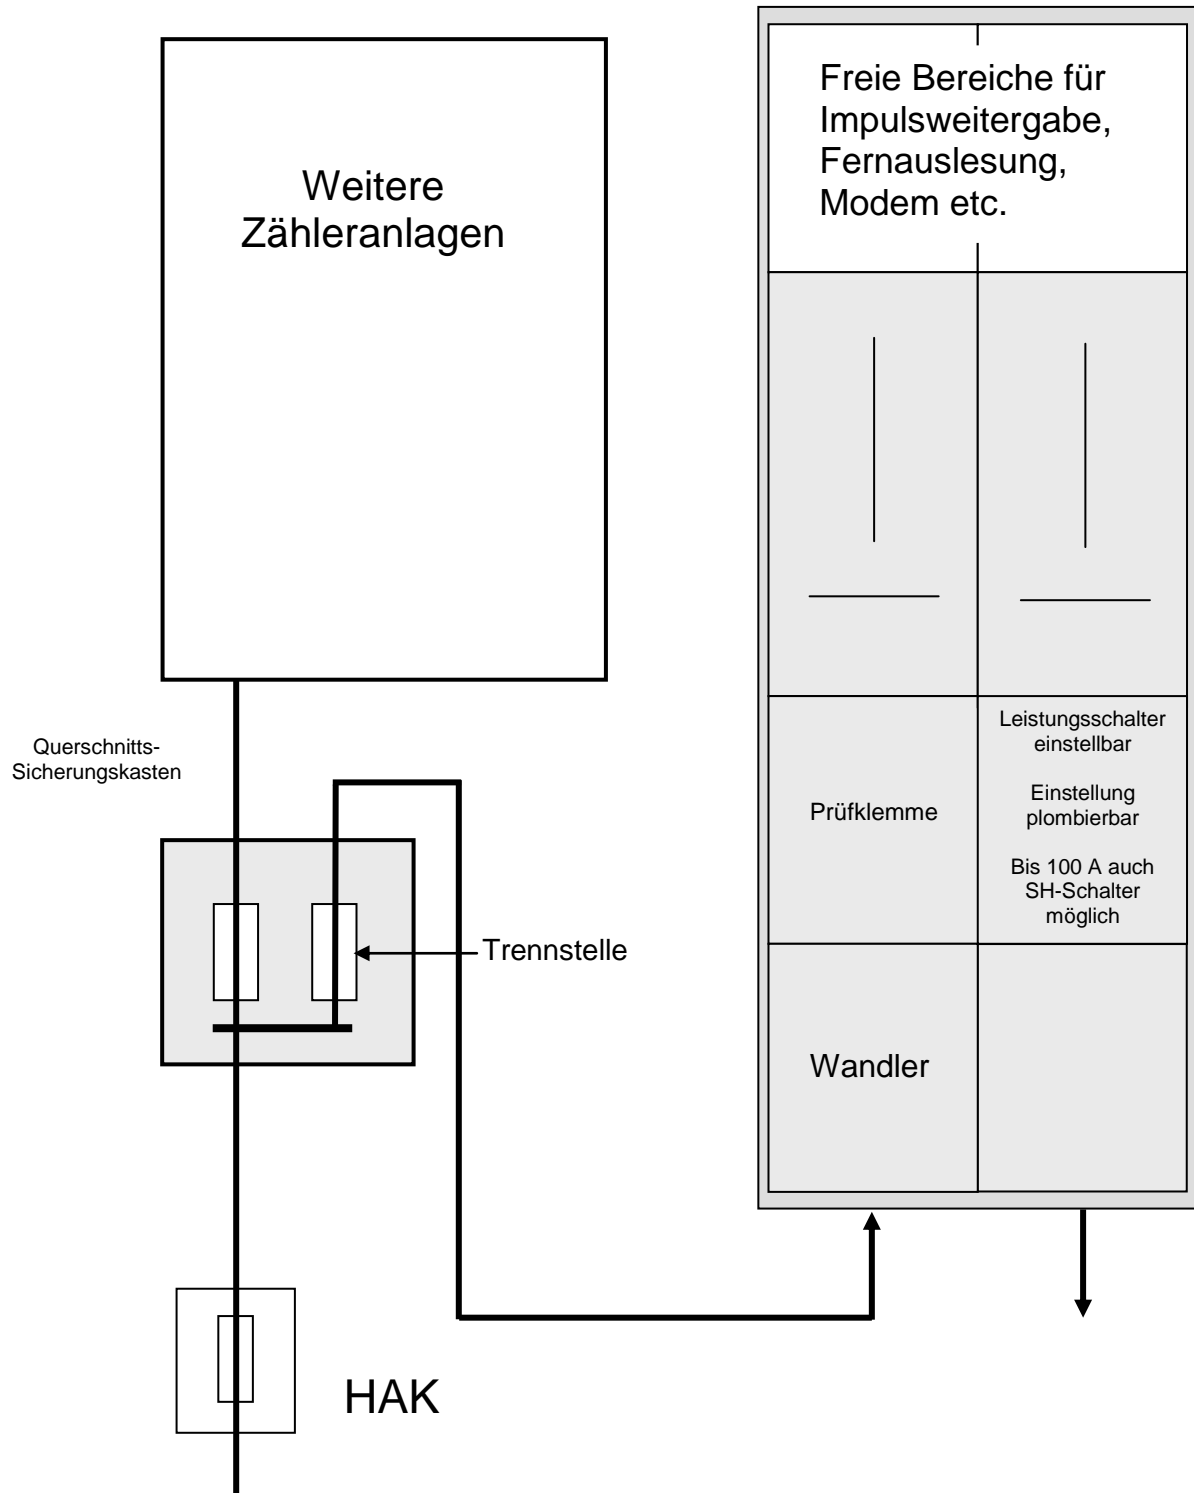 Weitere
Zähleranlagen
Freie Bereiche für
Impulsweitergabe,
Fernauslesung,
Modem etc.
Querschnitts-
Sicherungskasten
Trennstelle
HAK
Prüfklemme
Leistungsschalter
einstellbar
Einstellung
plombierbar
Bis 100 A auch
SH-Schalter
möglich
Wandler